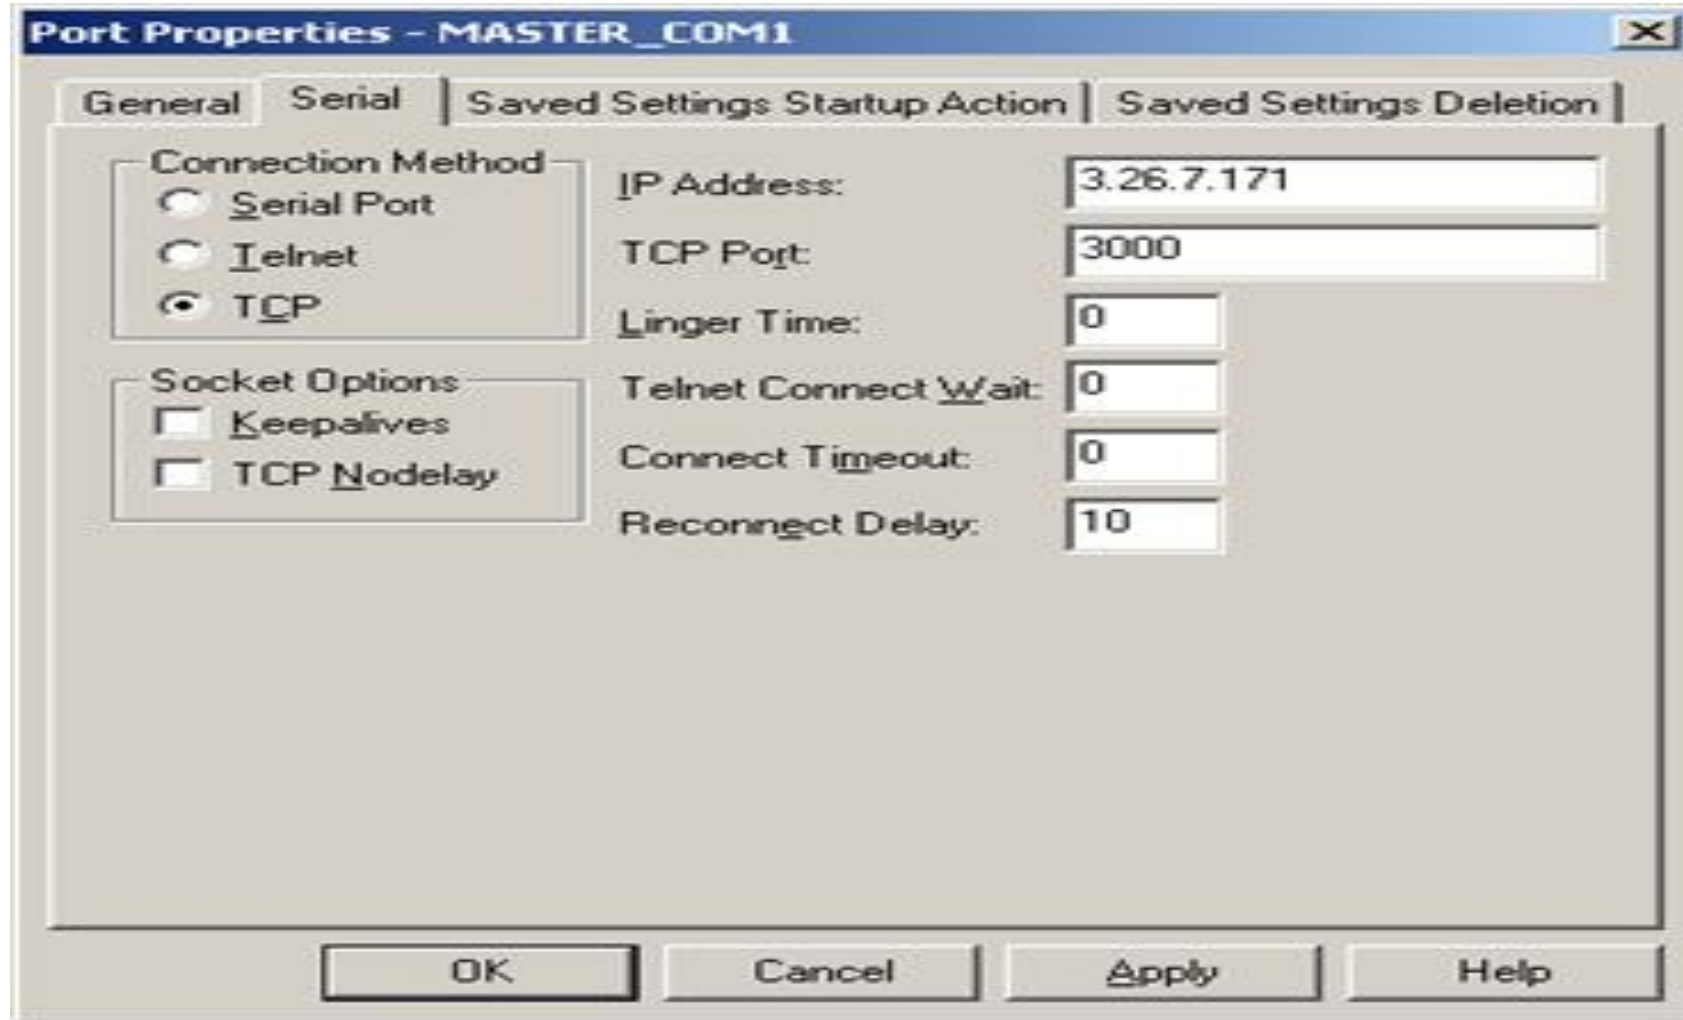 Port Properties - MASTER_COM1
General Serial Saved Settings Startup Action Saved Settings Deletion
Connection Method
Serial Port
Telnet
TCP
Socket Options
Keepalives
TCP Nodelay
IP Address: 3.26.7.171
TCP Port: 3000
Linger Time: 0
Telnet Connect Wait: 0
Connect Timeout: 0
Reconnect Delay: 10
OK Cancel Apply Help